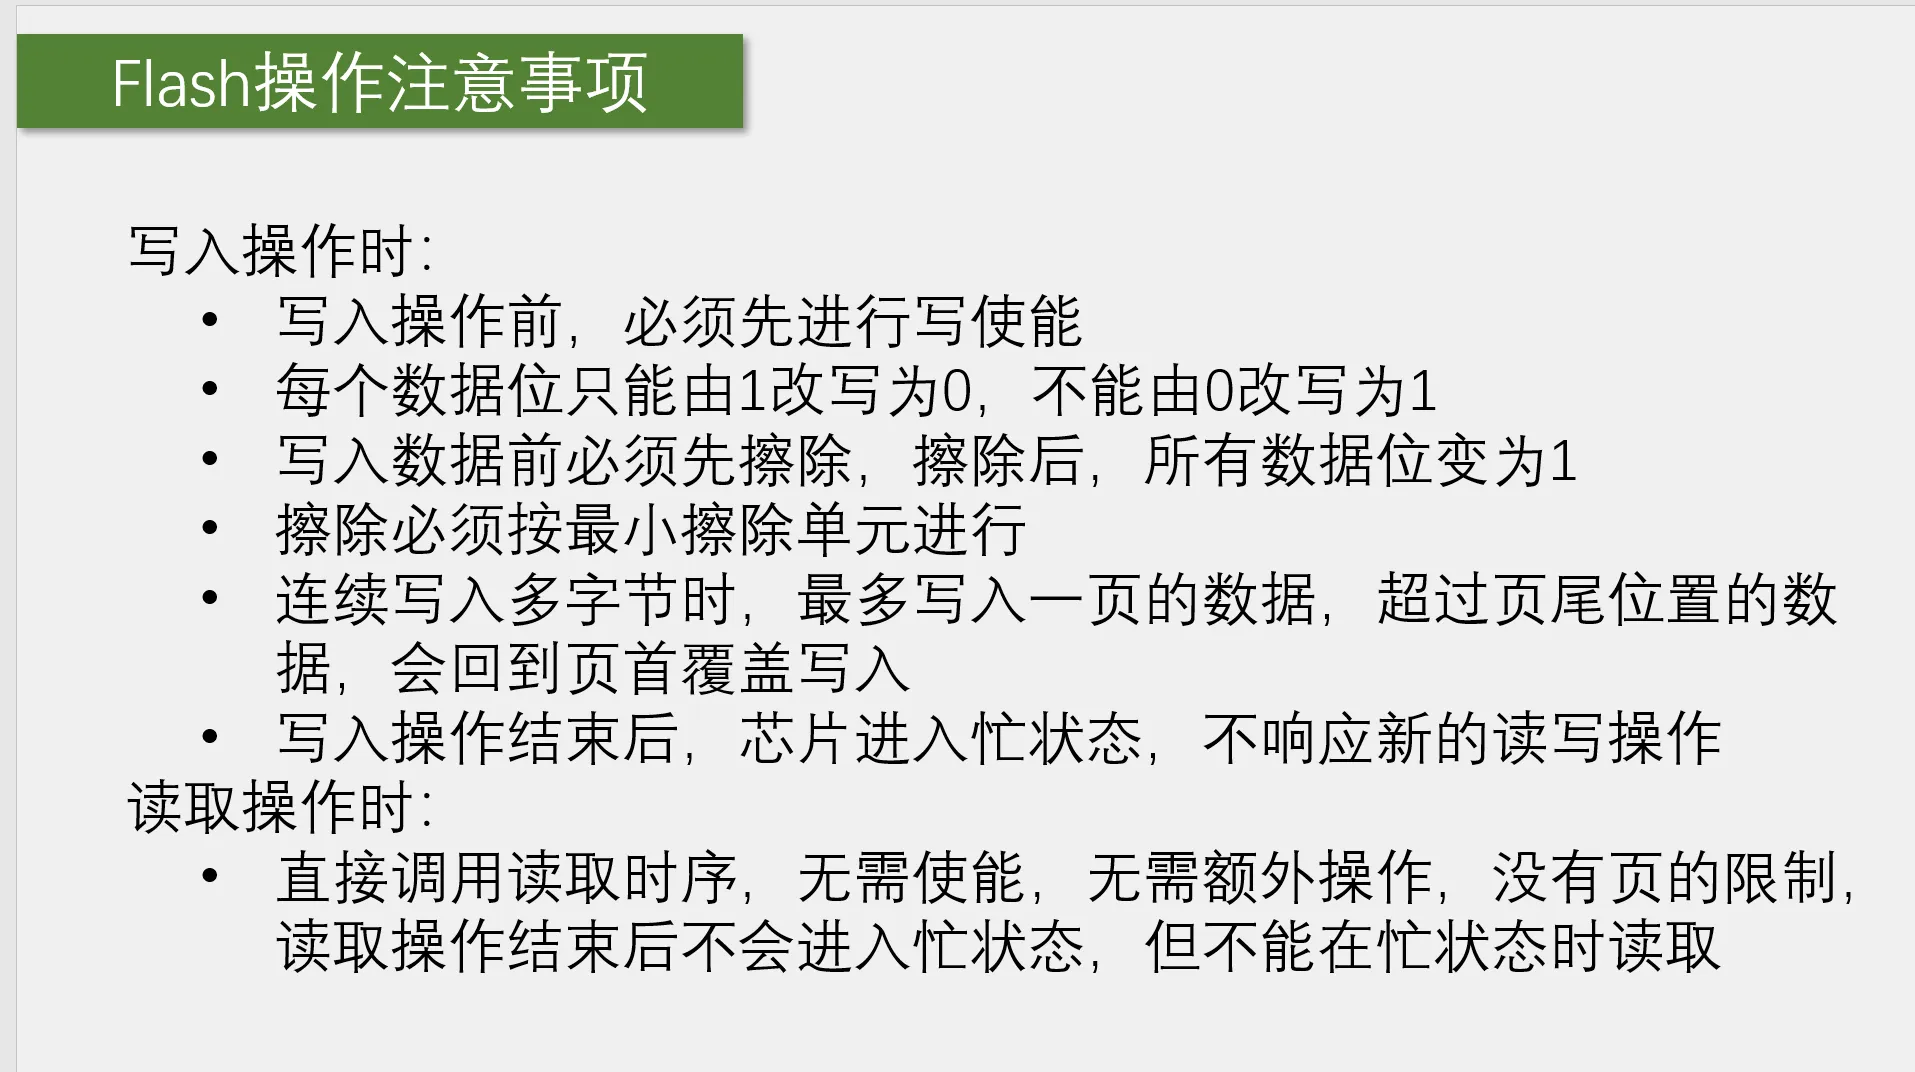 Flash操作注意事项
写入操作时：
• 写入操作前，必须先进行写使能
• 每个数据位只能由1改写为0，不能由0改写为1
• 写入数据前必须先擦除，擦除后，所有数据位变为1
• 擦除必须按最小擦除单元进行
• 连续写入多字节时，最多写入一页的数据，超过页尾位置的数
据，会回到页首覆盖写入
• 写入操作结束后，芯片进入忙状态，不响应新的读写操作
读取操作时：
• 直接调用读取时序，无需使能，无需额外操作，没有页的限制，
读取操作结束后不会进入忙状态，但不能在忙状态时读取